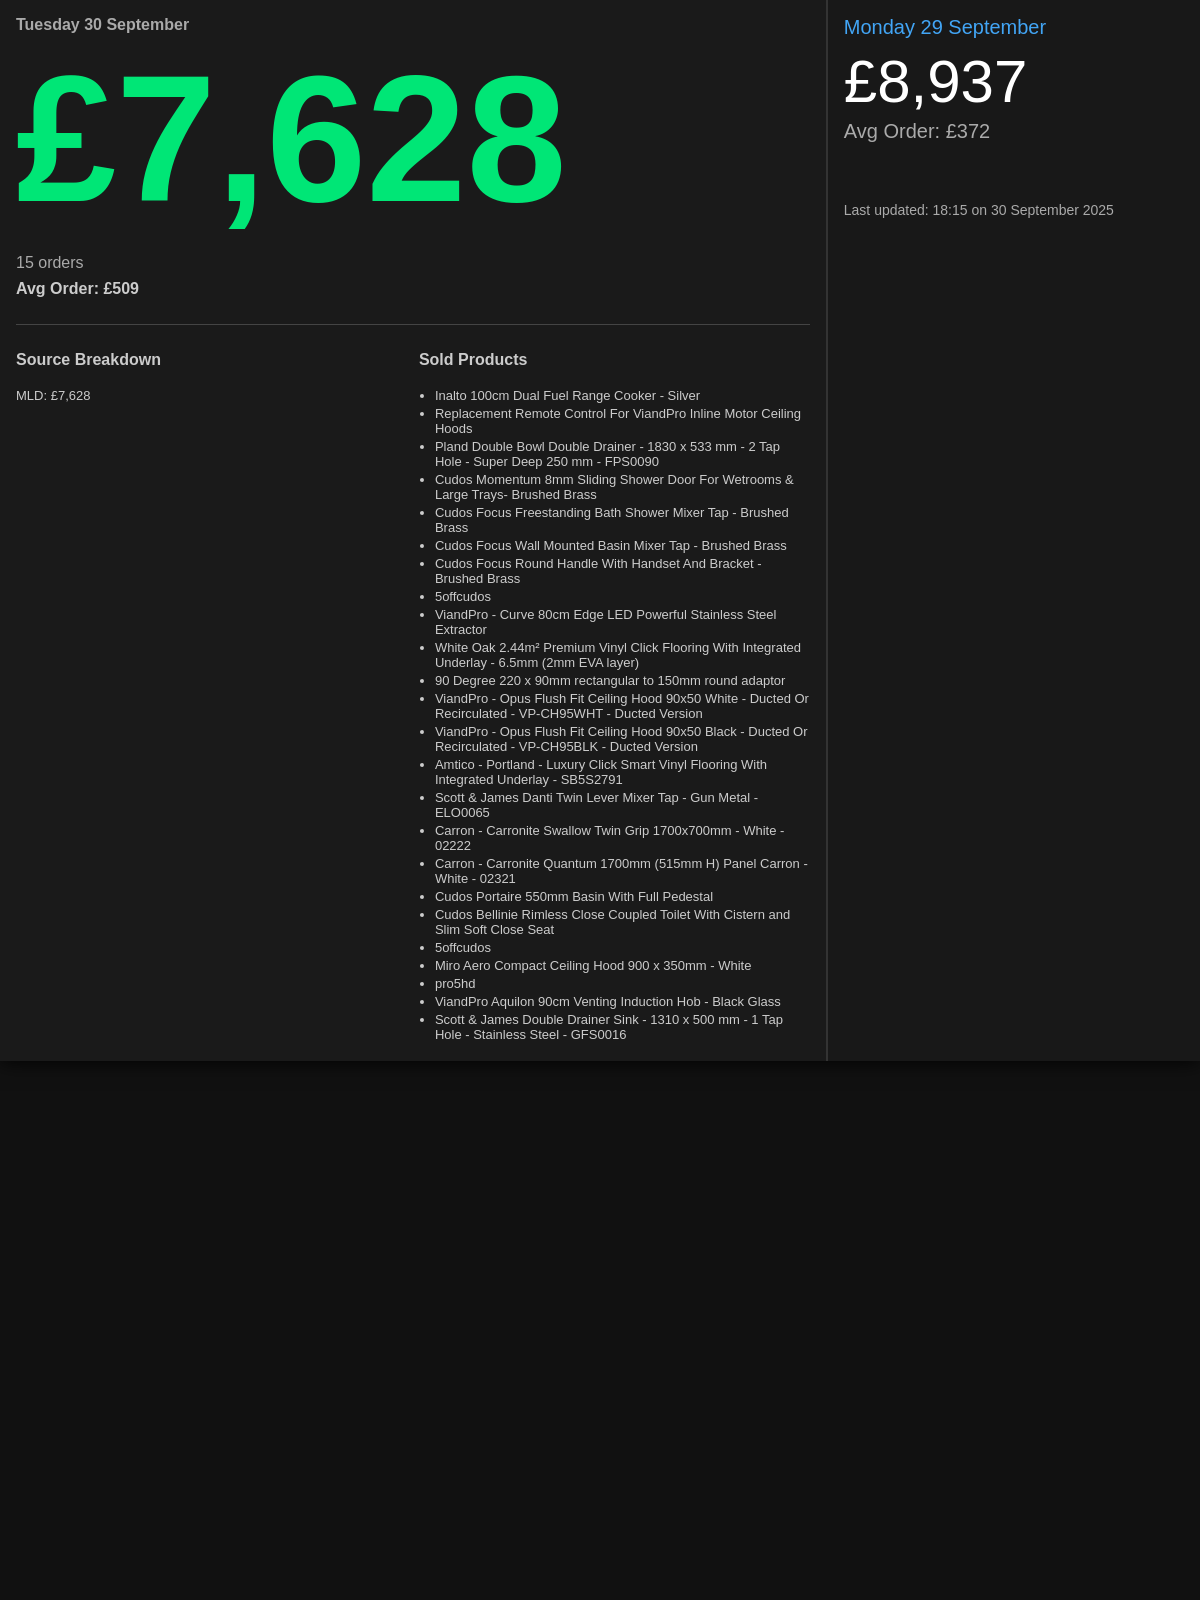 Tuesday 30 September
£7,628
15 orders
Avg Order: £509
Source Breakdown
MLD: £7,628
Sold Products
Inalto 100cm Dual Fuel Range Cooker - Silver
Replacement Remote Control For ViandPro Inline Motor Ceiling
Hoods
Pland Double Bowl Double Drainer - 1830 x 533 mm - 2 Tap
Hole - Super Deep 250 mm - FPS0090
Cudos Momentum 8mm Sliding Shower Door For Wetrooms &
Large Trays- Brushed Brass
Cudos Focus Freestanding Bath Shower Mixer Tap - Brushed
Brass
Cudos Focus Wall Mounted Basin Mixer Tap - Brushed Brass
Cudos Focus Round Handle With Handset And Bracket -
Brushed Brass
5offcudos
ViandPro - Curve 80cm Edge LED Powerful Stainless Steel
Extractor
White Oak 2.44m² Premium Vinyl Click Flooring With Integrated
Underlay - 6.5mm (2mm EVA layer)
90 Degree 220 x 90mm rectangular to 150mm round adaptor
ViandPro - Opus Flush Fit Ceiling Hood 90x50 White - Ducted Or
Recirculated - VP-CH95WHT - Ducted Version
ViandPro - Opus Flush Fit Ceiling Hood 90x50 Black - Ducted Or
Recirculated - VP-CH95BLK - Ducted Version
Amtico - Portland - Luxury Click Smart Vinyl Flooring With
Integrated Underlay - SB5S2791
Scott & James Danti Twin Lever Mixer Tap - Gun Metal -
ELO0065
Carron - Carronite Swallow Twin Grip 1700x700mm - White -
02222
Carron - Carronite Quantum 1700mm (515mm H) Panel Carron -
White - 02321
Cudos Portaire 550mm Basin With Full Pedestal
Cudos Bellinie Rimless Close Coupled Toilet With Cistern and
Slim Soft Close Seat
5offcudos
Miro Aero Compact Ceiling Hood 900 x 350mm - White
pro5hd
ViandPro Aquilon 90cm Venting Induction Hob - Black Glass
Scott & James Double Drainer Sink - 1310 x 500 mm - 1 Tap
Hole - Stainless Steel - GFS0016
Monday 29 September
£8,937
Avg Order: £372
Last updated: 18:15 on 30 September 2025